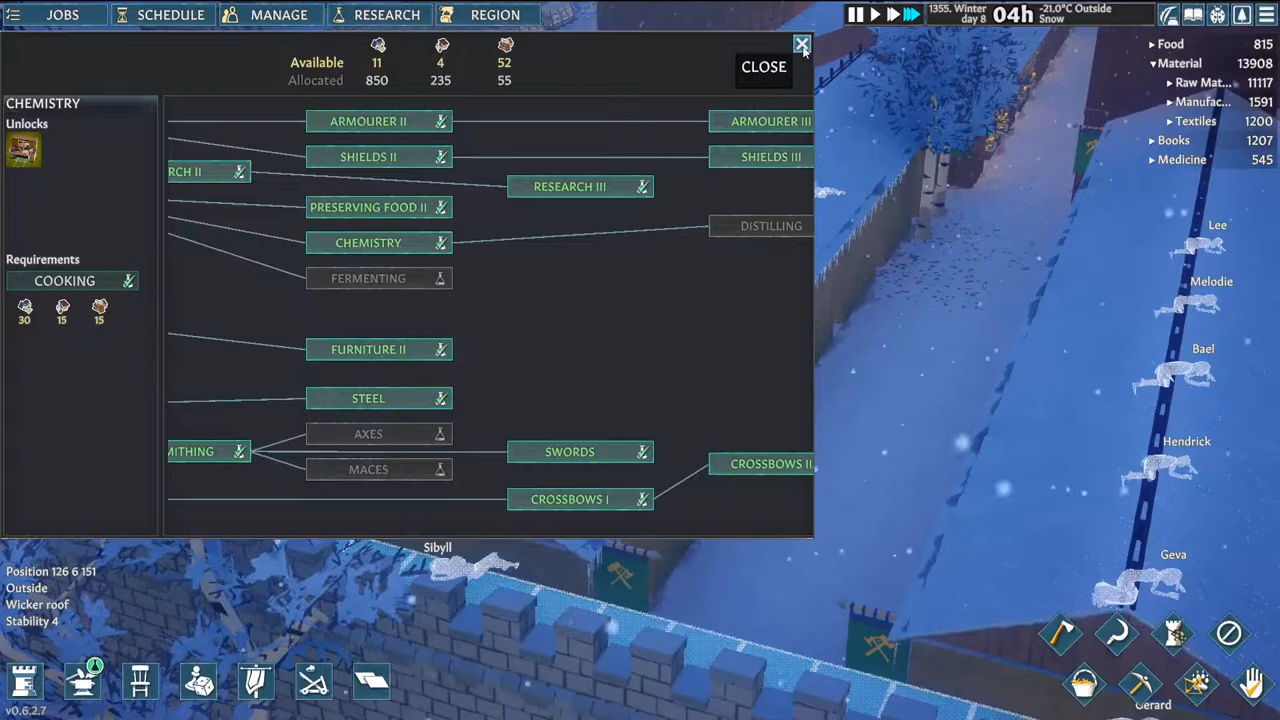 JOBS
SCHEDULE
MANAGE
RESEARCH
REGION
1355. Winter
day 8
04h
-21.0°C Outside
Snow
Available 11 4 52
Allocated 850 235 55
CLOSE
CHEMISTRY
Unlocks
Requirements
COOKING
30 15 15
ARMOURER II
ARMOURER III
SHIELDS II
SHIELDS III
RCH II
RESEARCH III
PRESERVING FOOD II
DISTILLING
CHEMISTRY
FERMENTING
FURNITURE II
STEEL
AXES
MITHING
SWORDS
MACES
CROSSBOWS II
CROSSBOWS I
Food 815
Material 13908
Raw Mat... 11117
Manufac... 1591
Textiles 1200
Books 1207
Medicine 545
Lee
Melodie
Bael
Hendrick
Geva
Sibyll
Gerard
Position 126 6 151
Outside
Wicker roof
Stability 4
v0.6.2.7